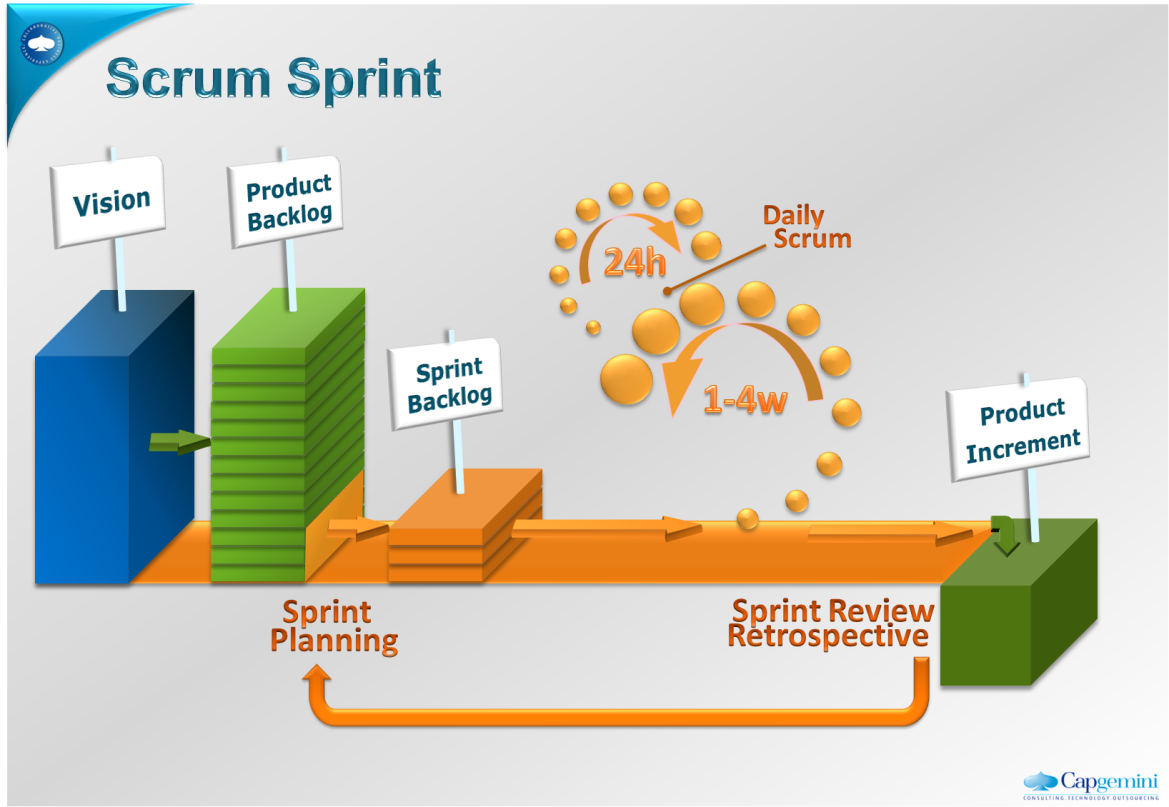 Scrum Sprint
Vision
Product
Backlog
Daily
Scrum
24h
Sprint
Backlog
1-4w
Product
Increment
Sprint
Planning
Sprint Review
Retrospective
Capgemini
CONSULTING.TECHNOLOGY.OUTSOURCING